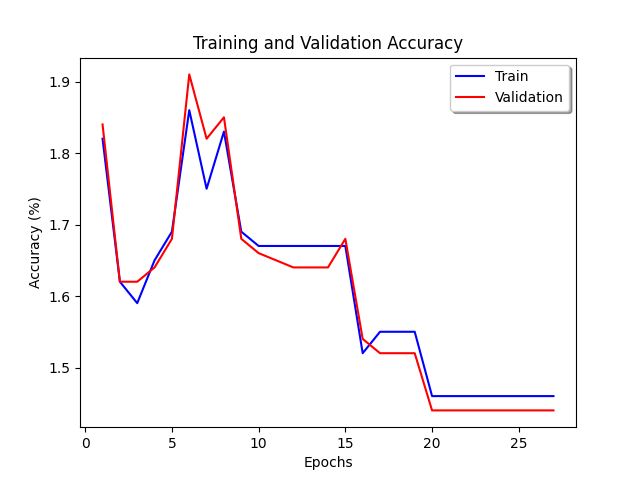 Training and Validation Accuracy
Train
Validation
Accuracy (%)
1.9
1.8
1.7
1.6
1.5
0 5 10 15 20 25
Epochs